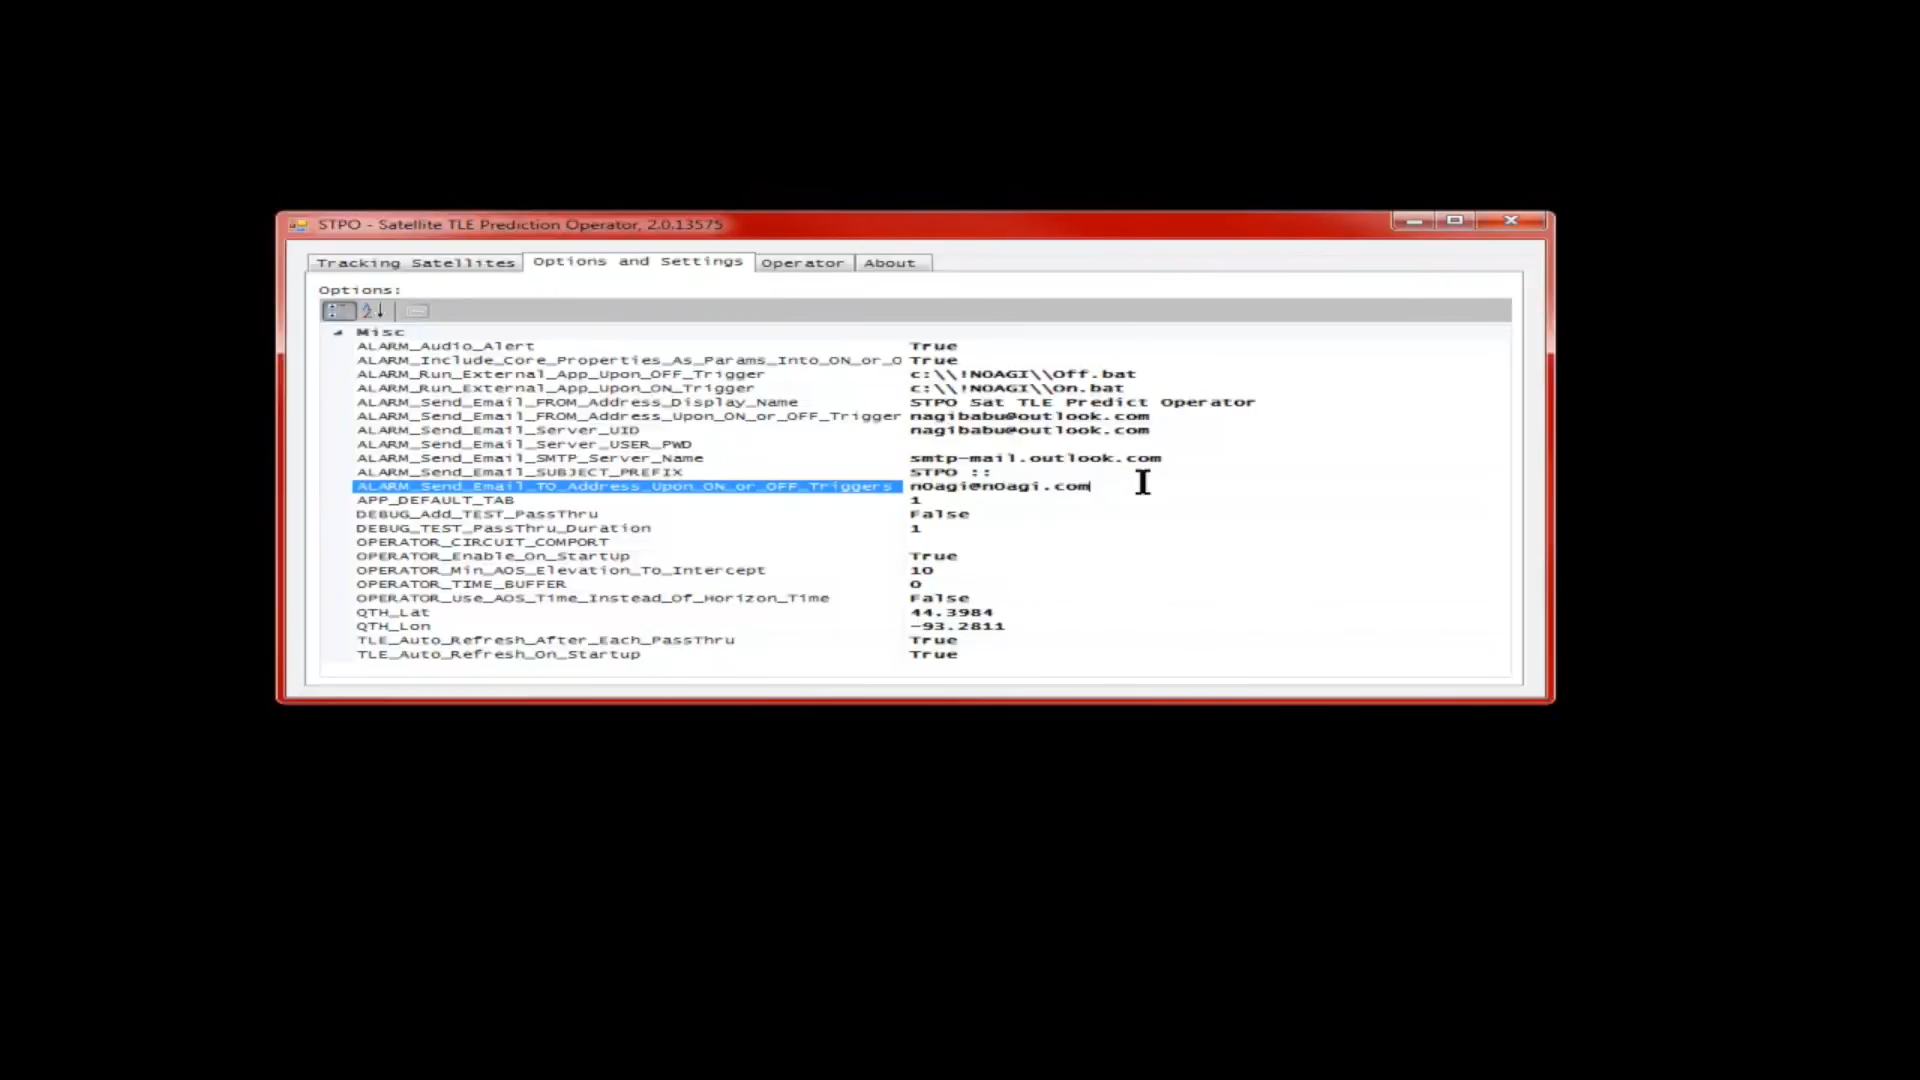 STPO - Satellite TLE Prediction Operator, 2.0.13575
Tracking Satellites Options and Settings Operator About
Options:
Misc
ALARM_Audio_Alert True
ALARM_Include_Core_Properties_As_Params_Into_ON_or_O True
ALARM_Run_External_App_Upon_OFF_Trigger c:\\!N0AGI\\Off.bat
ALARM_Run_External_App_Upon_ON_Trigger c:\\!N0AGI\\On.bat
ALARM_Send_Email_FROM_Address_Display_Name STPO Sat TLE Predict Operator
ALARM_Send_Email_FROM_Address_Upon_ON_or_OFF_Trigger nagibabu@outlook.com
ALARM_Send_Email_Server_UID nagibabu@outlook.com
ALARM_Send_Email_Server_USER_PWD
ALARM_Send_Email_SMTP_Server_Name smtp-mail.outlook.com
ALARM_Send_Email_SUBJECT_PREFIX STPO ::
ALARM_Send_Email_TO_Address_Upon_ON_or_OFF_Triggers n0agi@n0agi.com
APP_DEFAULT_TAB 1
DEBUG_Add_TEST_PassThru False
DEBUG_TEST_PassThru_Duration 1
OPERATOR_CIRCUIT_COMPORT
OPERATOR_Enable_On_Startup True
OPERATOR_Min_AOS_Elevation_To_Intercept 10
OPERATOR_TIME_BUFFER 0
OPERATOR_Use_AOS_Time_Instead_Of_Horizon_Time False
QTH_Lat 44.3984
QTH_Lon -93.2811
TLE_Auto_Refresh_After_Each_PassThru True
TLE_Auto_Refresh_On_Startup True